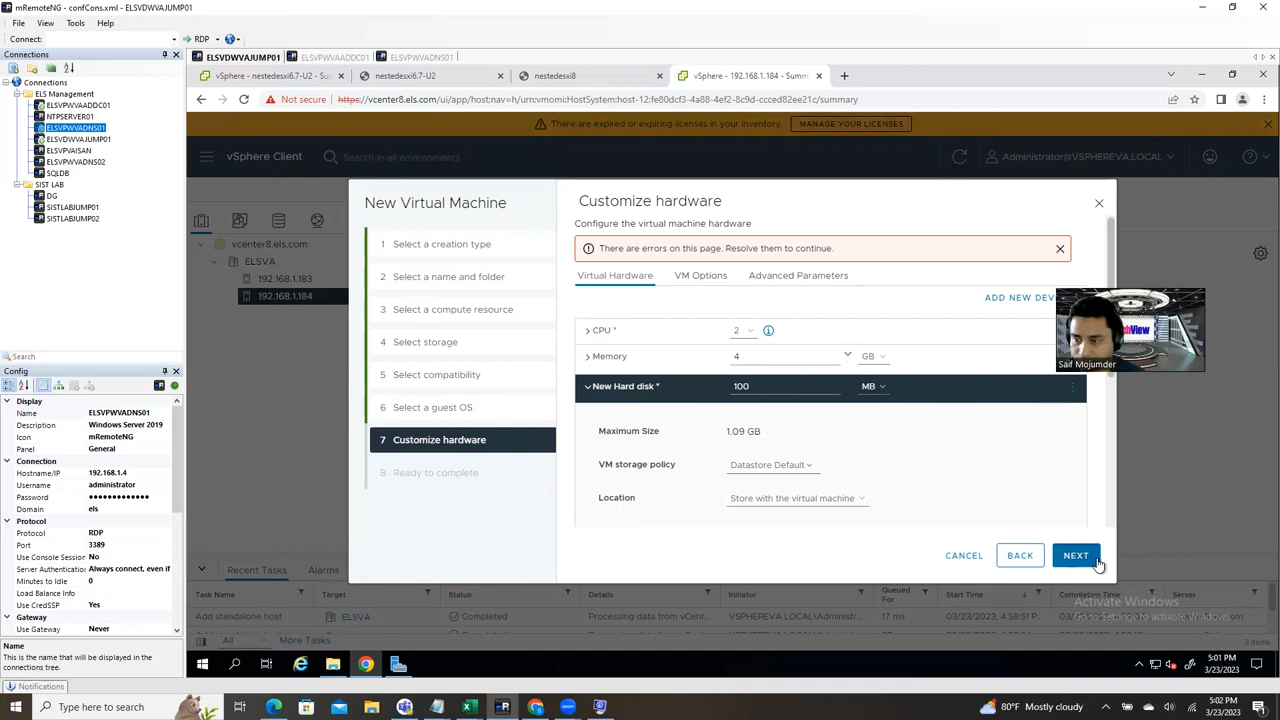 mRemoteNG - confCons.xml - ELSVDWVAJUMP01
File View Tools Help
Connect: RDP
Connections
Connections
ELS Management
ELSVPWVAADDC01
NTPSERVER01
ELSVPWVADNS01
ELSVDWVAJUMP01
ELSVPVAISAN
ELSVPWVADNS02
SQLDB
SIST LAB
DG
SISTLABJUMP01
SISTLABJUMP02
Search
Config
Display
Name ELSVPWVADNS01
Description Windows Server 2019
Icon mRemoteNG
Panel General
Connection
Hostname/IP 192.168.1.4
Username administrator
Password
Domain els
Protocol
Protocol RDP
Port 3389
Use Console Session No
Server Authentication Always connect, even if
Minutes to Idle 0
Load Balance Info
Use CredSSP Yes
Gateway
Use Gateway Never
Name
This is the name that will be displayed in the connections tree.
Notifications
ELSVDWVAJUMP01 ELSVPWVAADDC01 ELSVPWVADNS01
vSphere - nestedesxi6.7-U2 - Sum nestedesxi6.7-U2 nestedesxi8 vSphere - 192.168.1.184 - Summ
Not secure https://vcenter8.els.com/ui/app/host;nav=h/urn:vmomi:HostSystem:host-12:fe80dcf3-4a88-4ef2-8c9d-ccced82ee21c/summary
There are expired or expiring licenses in your inventory. MANAGE YOUR LICENSES
vSphere Client Search in all environments Administrator@VSPHEREVA.LOCAL
vcenter8.els.com
ELSVA
192.168.1.183
192.168.1.184
New Virtual Machine
1 Select a creation type
2 Select a name and folder
3 Select a compute resource
4 Select storage
5 Select compatibility
6 Select a guest OS
7 Customize hardware
8 Ready to complete
Customize hardware
Configure the virtual machine hardware
There are errors on this page. Resolve them to continue.
Virtual Hardware VM Options Advanced Parameters
ADD NEW DEV
CPU * 2
Memory 4 GB
New Hard disk * 100 MB
Maximum Size 1.09 GB
VM storage policy Datastore Default
Location Store with the virtual machine
CANCEL BACK NEXT
Saif Mojumder
Recent Tasks Alarms
Task Name Target Status Details Initiator Queued For Start Time Completion Time Server
Add standalone host ELSVA Completed Processing data from vCent VSPHEREVA.LOCAL\Administr 17 ms 03/23/2023, 4:58:51 P
All More Tasks
3 items
Activate Windows
5:01 PM
3/23/2023
Type here to search
80°F Mostly cloudy
5:02 PM
3/23/2023